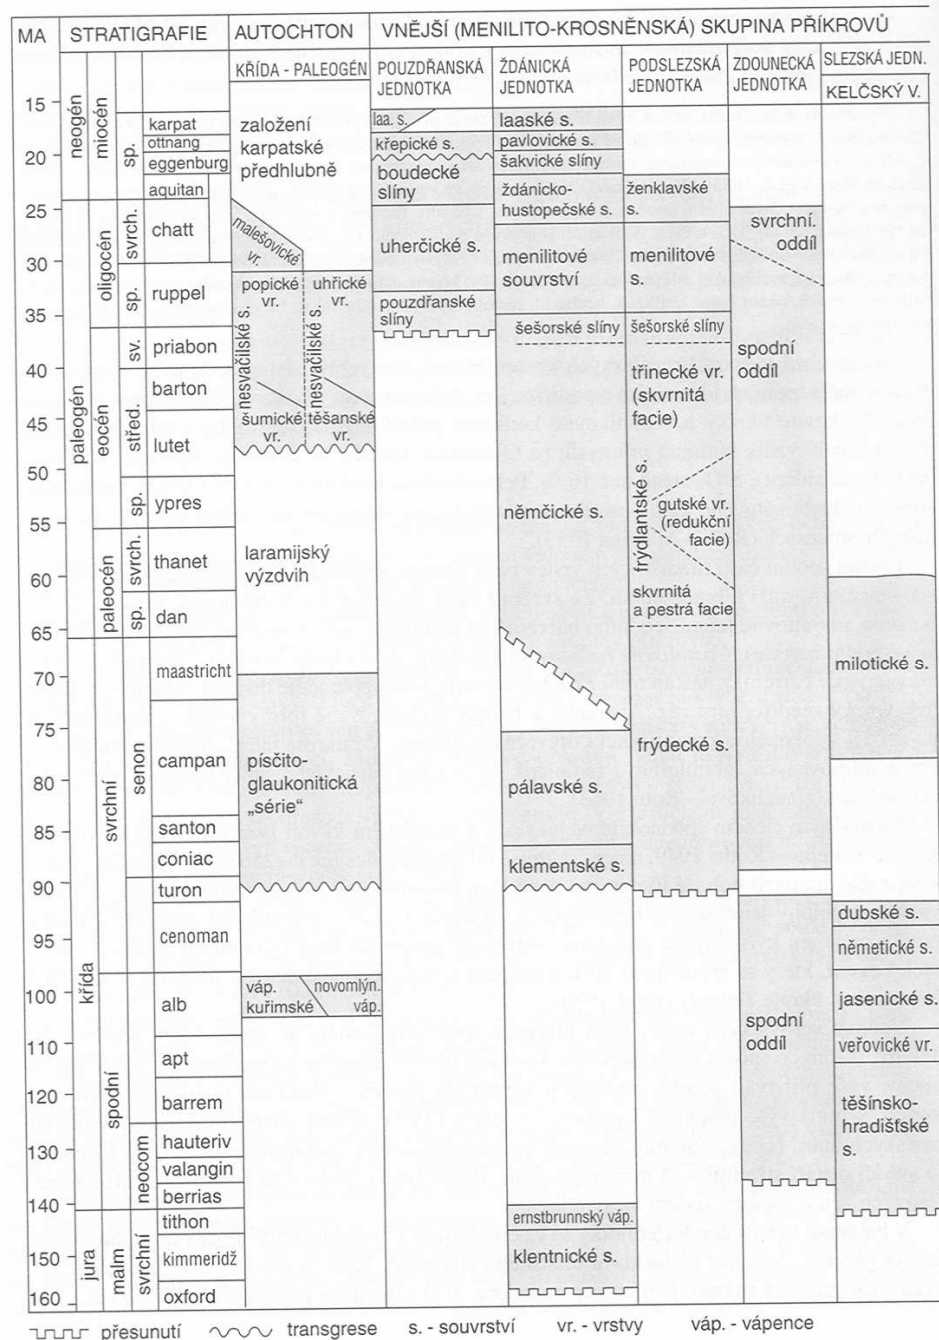 MA
STRATIGRAFIE
AUTOCHTON
VNĚJŠÍ (MENILITO-KROSNĚNSKÁ) SKUPINA PŘÍKROVŮ
KŘÍDA - PALEOGÉN
POUZDŘANSKÁ
JEDNOTKA
ŽDÁNICKÁ
JEDNOTKA
PODSLEZSKÁ
JEDNOTKA
ZDOUNECKÁ
JEDNOTKA
SLEZSKÁ JEDN.
KELČSKÝ V.
15
20
25
30
35
40
45
50
55
60
65
70
75
80
85
90
95
100
110
120
130
140
150
160
neogén
paleogén
křída
jura
miocén
oligocén
eocén
paleocén
svrchní
spodní
malm
sp.
svrch.
sp.
sv.
střed.
sp.
svrch.
sp.
senon
neocom
svrchní
karpat
ottnang
eggenburg
aquitan
chatt
ruppel
priabon
barton
lutet
ypres
thanet
dan
maastricht
campan
santon
coniac
turon
cenoman
alb
apt
barrem
hauteriv
valangin
berrias
tithon
kimmeridž
oxford
založení
karpatské
předhlubně
malešovické
vr.
popické
vr.
uhřické
vr.
nesvačilské s.
nesvačilské s.
šumické
vr.
těšanské
vr.
laramijský
výzdvih
písčito-
glaukonitická
„série”
váp.
kuřimské
novomlýn.
váp.
laa. s.
křepické s.
boudecké
slíny
uherčické s.
pouzdřanské
slíny
laaské s.
pavlovické s.
šakvické slíny
ždánicko-
hustopečské s.
menilitové
souvrství
šešorské slíny
němčické s.
pálavské s.
klementské s.
ernstbrunnský váp.
klentnické s.
ženklavské
s.
menilitové
s.
šešorské slíny
třinecké vr.
(skvrnitá
facie)
frýdlantské s.
gutské vr.
(redukční
facie)
skvrnitá
a pestrá facie
frýdecké s.
svrchní.
oddíl
spodní
oddíl
spodní
oddíl
milotické s.
dubské s.
němetické s.
jasenické s.
veřovické vr.
těšínsko-
hradišťské
s.
přesunutí
transgrese
s. - souvrství
vr. - vrstvy
váp. - vápence